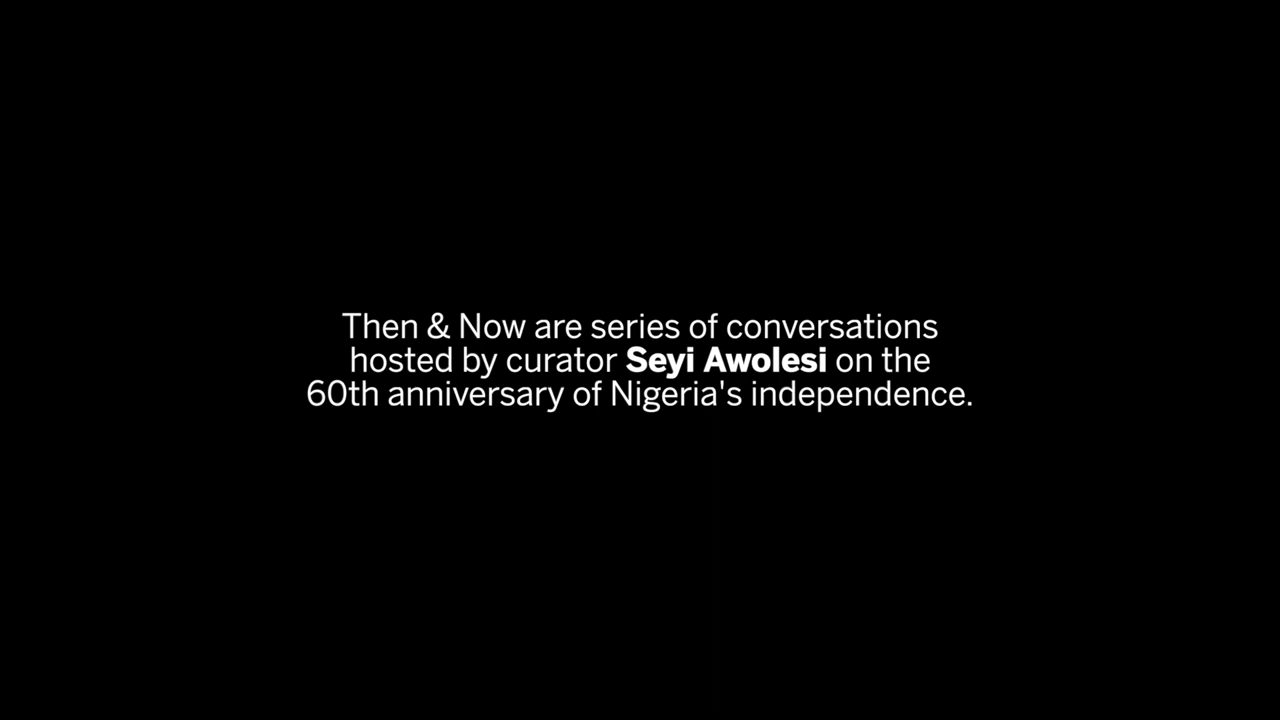 Then & Now are series of conversations
hosted by curator Seyi Awolesi on the
60th anniversary of Nigeria's independence.